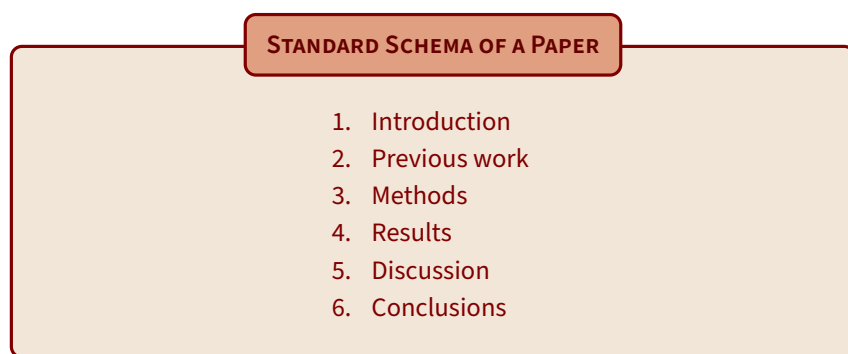 STANDARD SCHEMA OF A PAPER
1. Introduction
2. Previous work
3. Methods
4. Results
5. Discussion
6. Conclusions